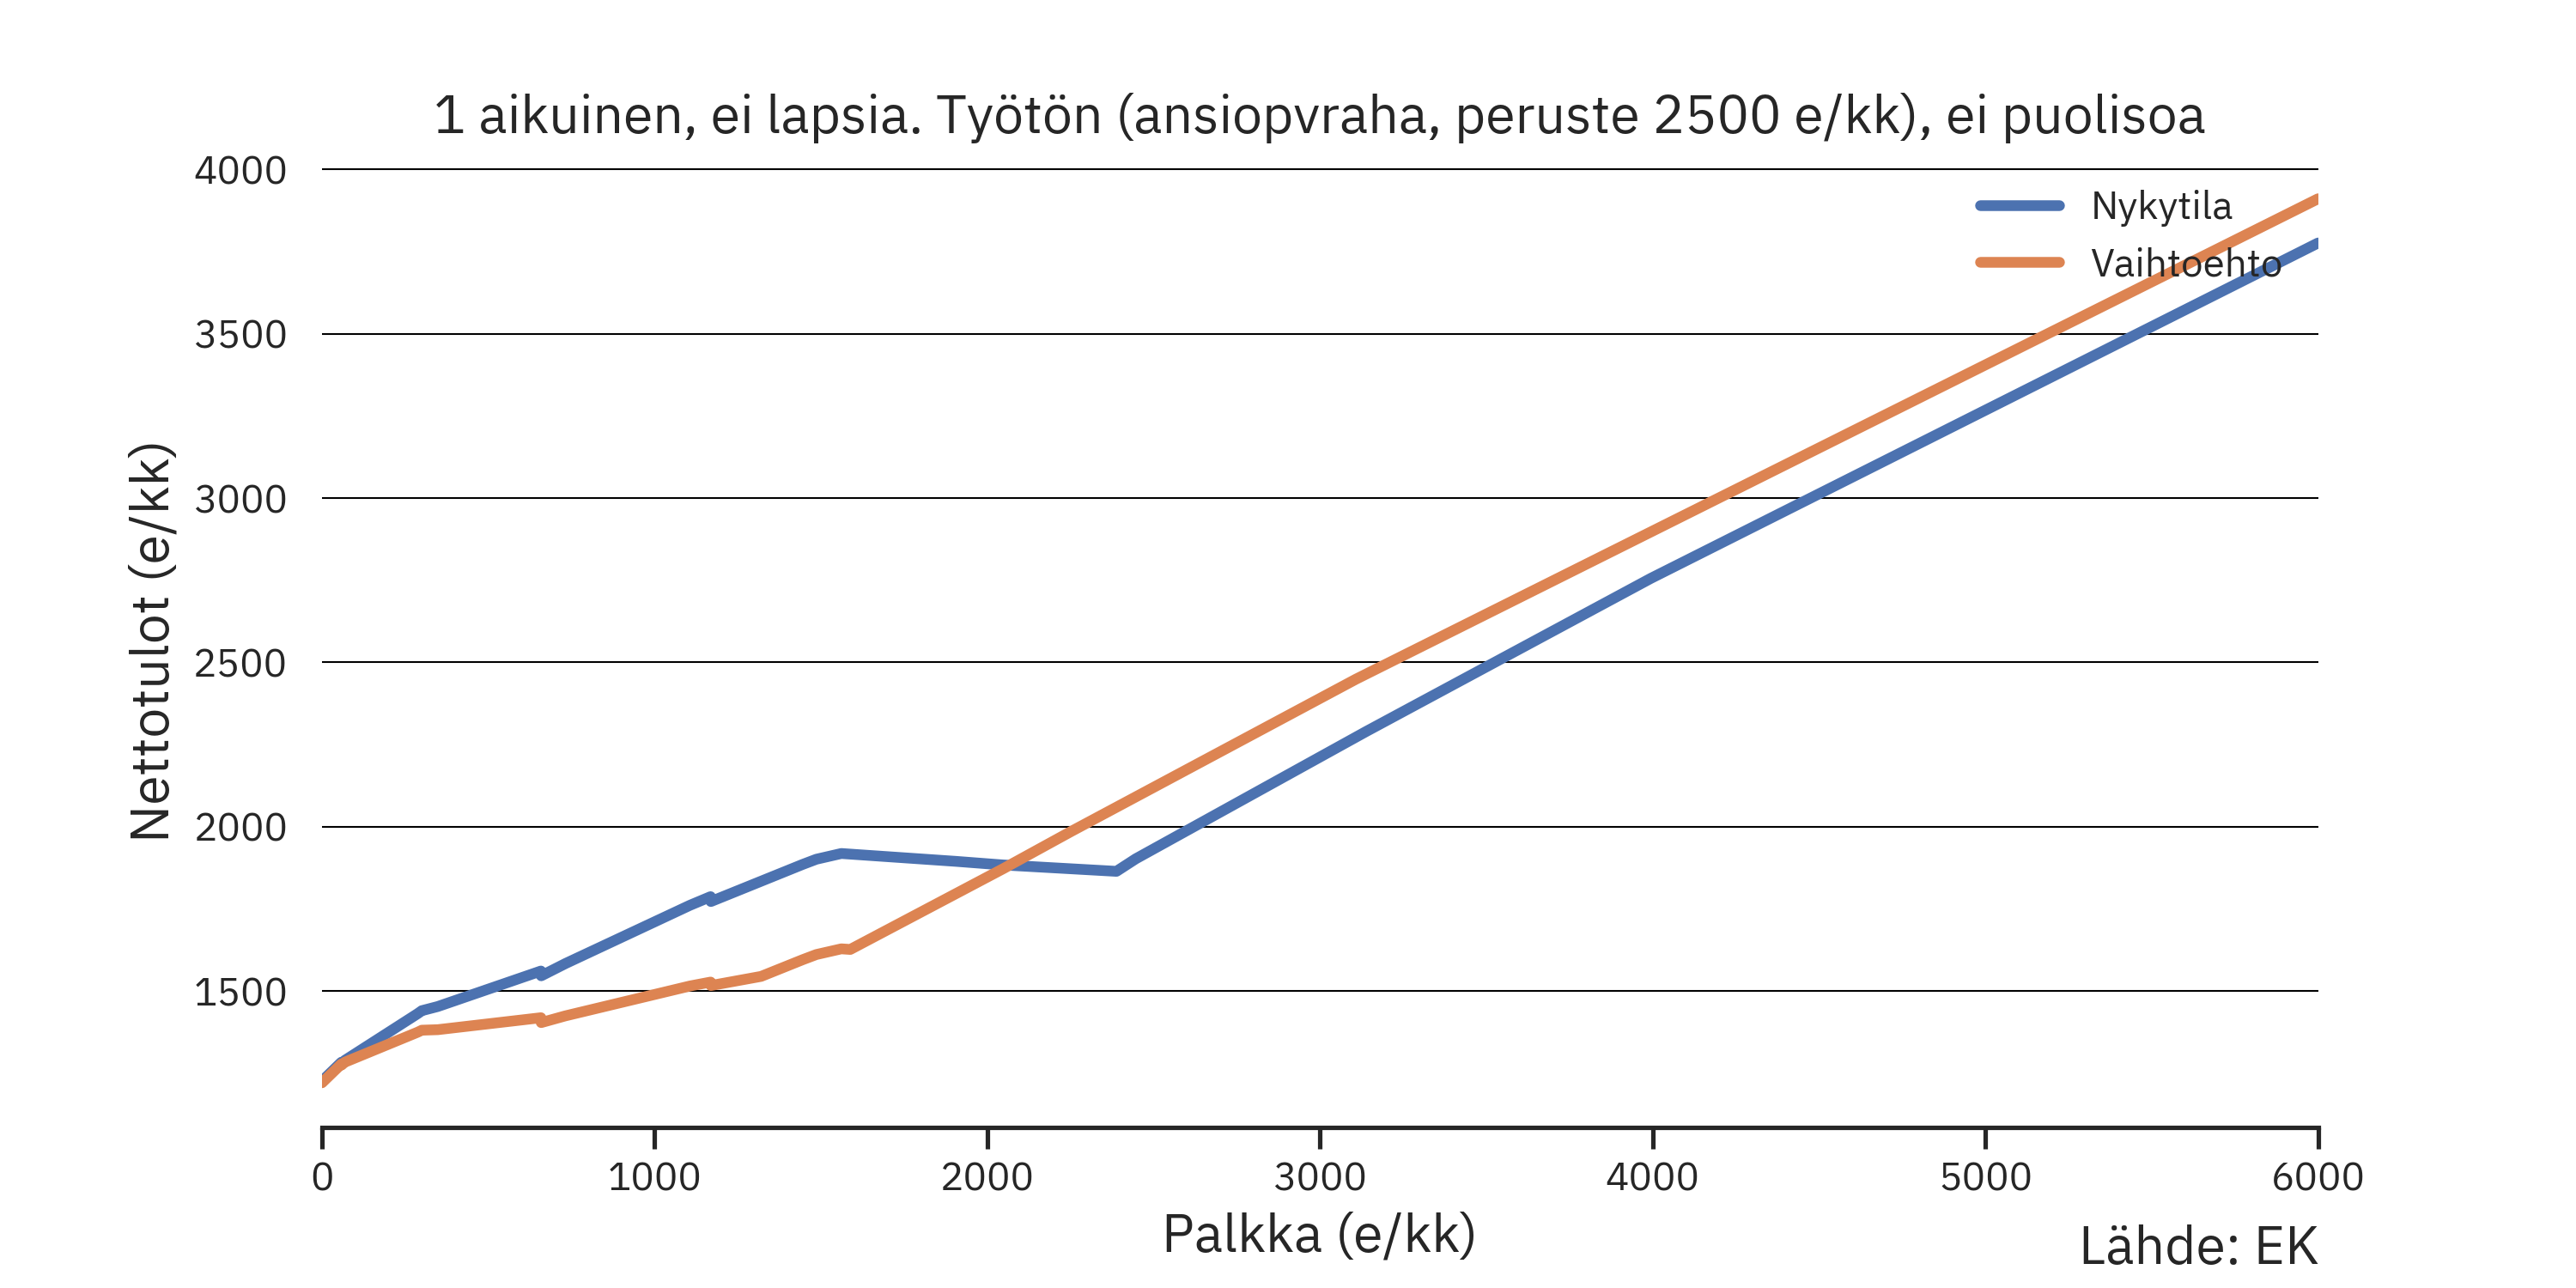 1 aikuinen, ei lapsia. Työtön (ansiopvraha, peruste 2500 e/kk), ei puolisoa
4000
3500
3000
2500
2000
1500
Nettotulot (e/kk)
Nykytila
Vaihtoehto
0 1000 2000 3000 4000 5000 6000
Palkka (e/kk)
Lähde: EK